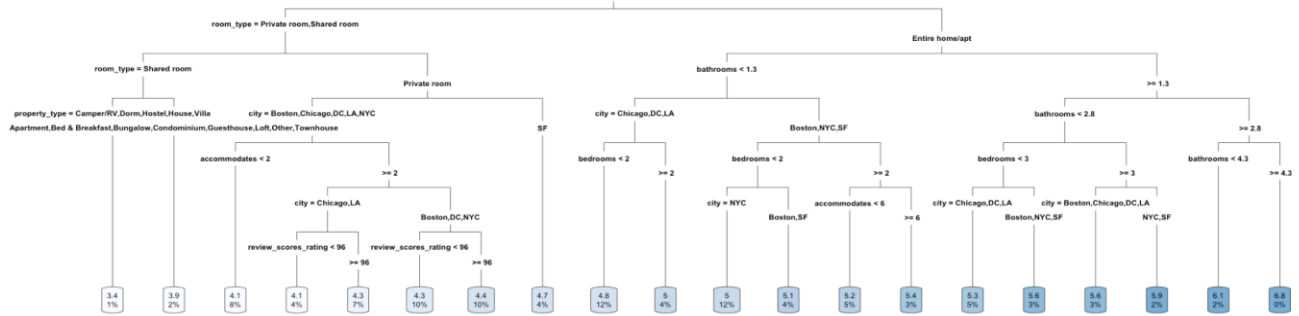 room_type = Private room,Shared room
Entire home/apt
room_type = Shared room
Private room
bathrooms < 1.3
>= 1.3
property_type = Camper/RV,Dorm,Hostel,House,Villa
Apartment,Bed & Breakfast,Bungalow,Condominium,Guesthouse,Loft,Other,Townhouse
city = Boston,Chicago,DC,LA,NYC
SF
city = Chicago,DC,LA
Boston,NYC,SF
bathrooms < 2.8
>= 2.8
accommodates < 2
>= 2
bedrooms < 2
>= 2
bedrooms < 2
>= 2
bedrooms < 3
>= 3
bathrooms < 4.3
>= 4.3
city = Chicago,LA
Boston,DC,NYC
city = NYC
Boston,SF
accommodates < 6
>= 6
city = Chicago,DC,LA
Boston,NYC,SF
city = Boston,Chicago,DC,LA
NYC,SF
review_scores_rating < 96
>= 96
review_scores_rating < 96
>= 96
3.4 3.9 4.1 4.1 4.3 4.3 4.4 4.7 4.8 5 5 5.1 5.2 5.4 5.3 5.6 5.6 5.9 6.1 6.8
1% 2% 8% 4% 7% 10% 10% 4% 12% 4% 12% 4% 5% 3% 5% 3% 3% 2% 2% 0%